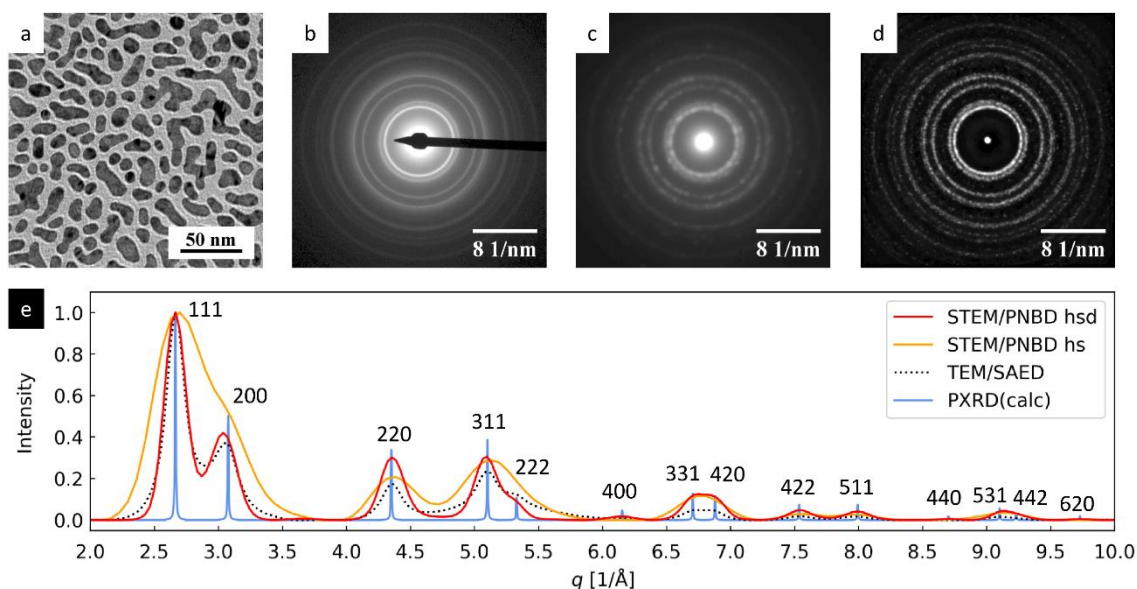 a
b
c
d
50 nm
8 1/nm
8 1/nm
8 1/nm
e
1.0
0.8
0.6
0.4
0.2
0.0
Intensity
111
200
220
311
222
400
331
420
422
511
440
531
442
620
STEM/PNBD hsd
STEM/PNBD hs
TEM/SAED
PXRD(calc)
2.0 2.5 3.0 3.5 4.0 4.5 5.0 5.5 6.0 6.5 7.0 7.5 8.0 8.5 9.0 9.5 10.0
q [1/Å]